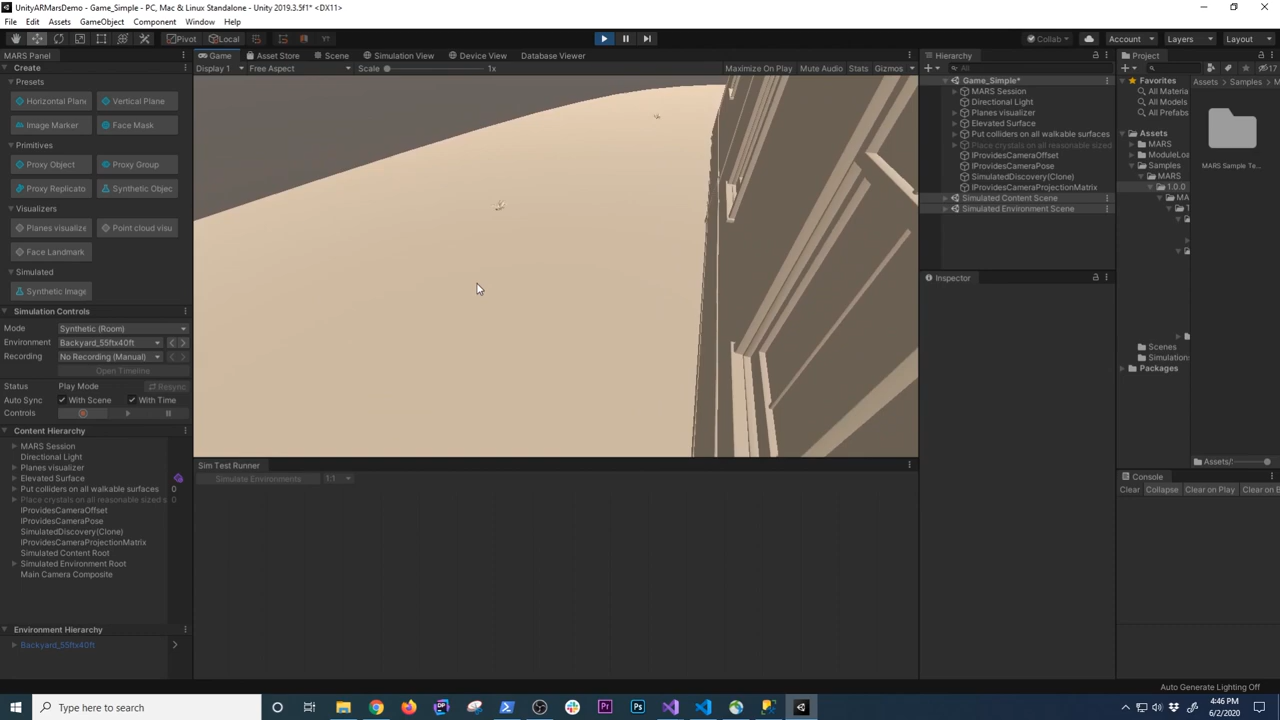 UnityARMarsDemo - Game_Simple - PC, Mac & Linux Standalone - Unity 2019.3.5f1* <DX11>
File Edit Assets GameObject Component Window Help
Pivot Local Collab Account Layers Layout
MARS Panel
Create
Presets
Horizontal Plane Vertical Plane
Image Marker Face Mask
Primitives
Proxy Object Proxy Group
Proxy Replicato Synthetic Objec
Visualizers
Planes visualize Point cloud visu
Face Landmark
Simulated
Synthetic Image
Simulation Controls
Mode Synthetic (Room)
Environment Backyard_55ftx40ft
Recording No Recording (Manual)
Open Timeline
Status Play Mode Resync
Auto Sync With Scene With Time
Controls
Content Hierarchy
MARS Session
Directional Light
Planes visualizer
Elevated Surface
Put colliders on all walkable surfaces 0
Place crystals on all reasonable sized s 0
IProvidesCameraOffset
IProvidesCameraPose
SimulatedDiscovery(Clone)
IProvidesCameraProjectionMatrix
Simulated Content Root
Simulated Environment Root
Main Camera Composite
Environment Hierarchy
Backyard_55ftx40ft
Game Asset Store Scene Simulation View Device View Database Viewer
Display 1 Free Aspect Scale 1x Maximize On Play Mute Audio Stats Gizmos
Sim Test Runner
Simulate Environments 1:1
Hierarchy
All
Game_Simple*
MARS Session
Directional Light
Planes visualizer
Elevated Surface
Put colliders on all walkable surfaces
Place crystals on all reasonable sized
IProvidesCameraOffset
IProvidesCameraPose
SimulatedDiscovery(Clone)
IProvidesCameraProjectionMatrix
Simulated Content Scene
Simulated Environment Scene
Inspector
Project
17
Favorites
All Materia
All Models
All Prefabs
Assets
MARS
ModuleLoa
Samples
MARS
1.0.0
MA
1
Scenes
Simulation
Packages
Assets Samples M
MARS Sample Te...
Assets/
Console
Clear Collapse Clear on Play Clear on B
Auto Generate Lighting Off
Type here to search
4:46 PM
6/2/2020